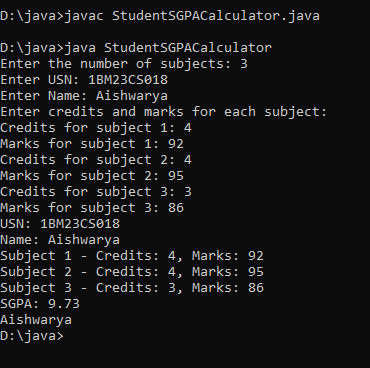 D:\java>javac StudentSGPACalculator.java
D:\java>java StudentSGPACalculator
Enter the number of subjects: 3
Enter USN: 1BM23CS018
Enter Name: Aishwarya
Enter credits and marks for each subject:
Credits for subject 1: 4
Marks for subject 1: 92
Credits for subject 2: 4
Marks for subject 2: 95
Credits for subject 3: 3
Marks for subject 3: 86
USN: 1BM23CS018
Name: Aishwarya
Subject 1 - Credits: 4, Marks: 92
Subject 2 - Credits: 4, Marks: 95
Subject 3 - Credits: 3, Marks: 86
SGPA: 9.73
Aishwarya
D:\java>